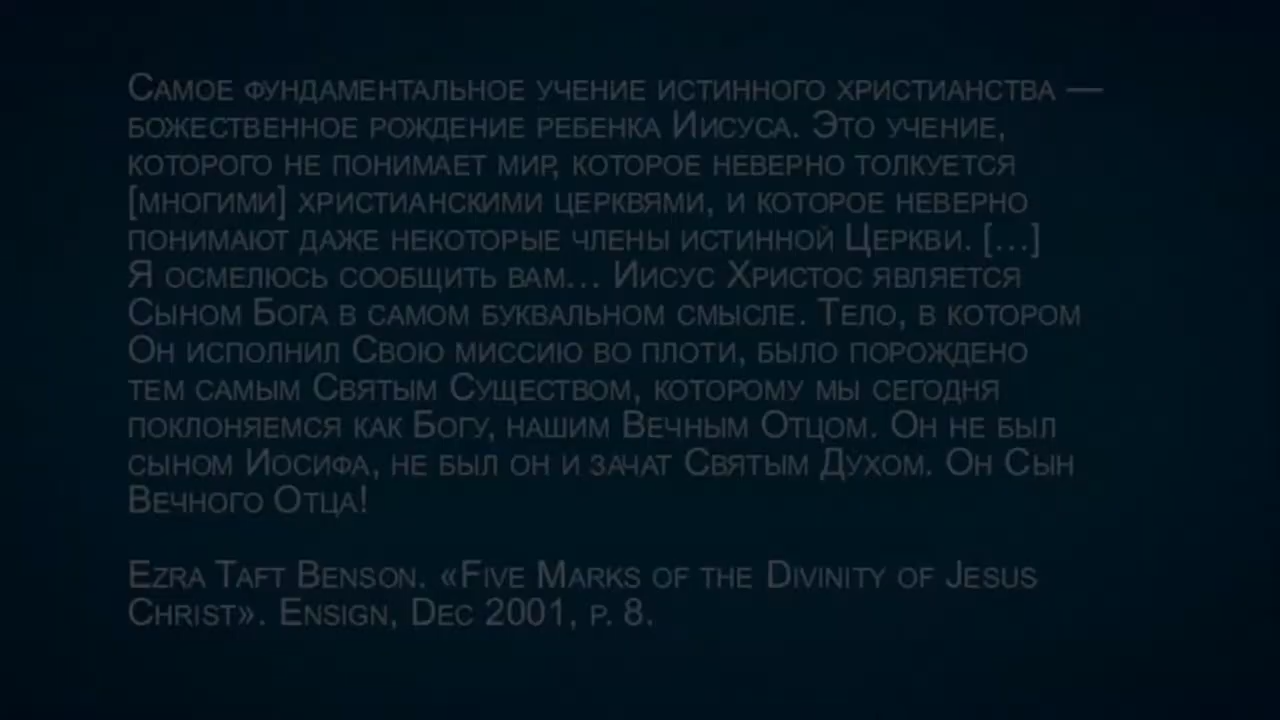 Самое фундаментальное учение истинного христианства —
божественное рождение ребенка Иисуса. Это учение,
которого не понимает мир, которое неверно толкуется
[многими] христианскими церквями, и которое неверно
понимают даже некоторые члены истинной Церкви. [...]
Я осмелюсь сообщить вам... Иисус Христос является
Сыном Бога в самом буквальном смысле. Тело, в котором
Он исполнил Свою миссию во плоти, было порождено
тем самым Святым Существом, которому мы сегодня
поклоняемся как Богу, нашим Вечным Отцом. Он не был
сыном Иосифа, не был он и зачат Святым Духом. Он Сын
Вечного Отца!
Ezra Taft Benson. «Five Marks of the Divinity of Jesus
Christ». Ensign, Dec 2001, p. 8.